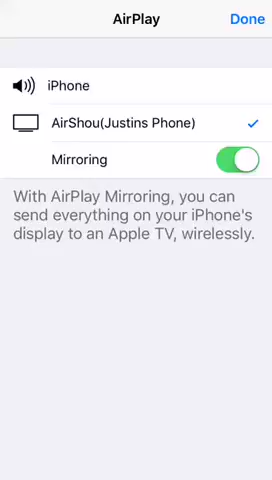 AirPlay Done
iPhone
AirShou(Justins Phone)
Mirroring
With AirPlay Mirroring, you can
send everything on your iPhone's
display to an Apple TV, wirelessly.